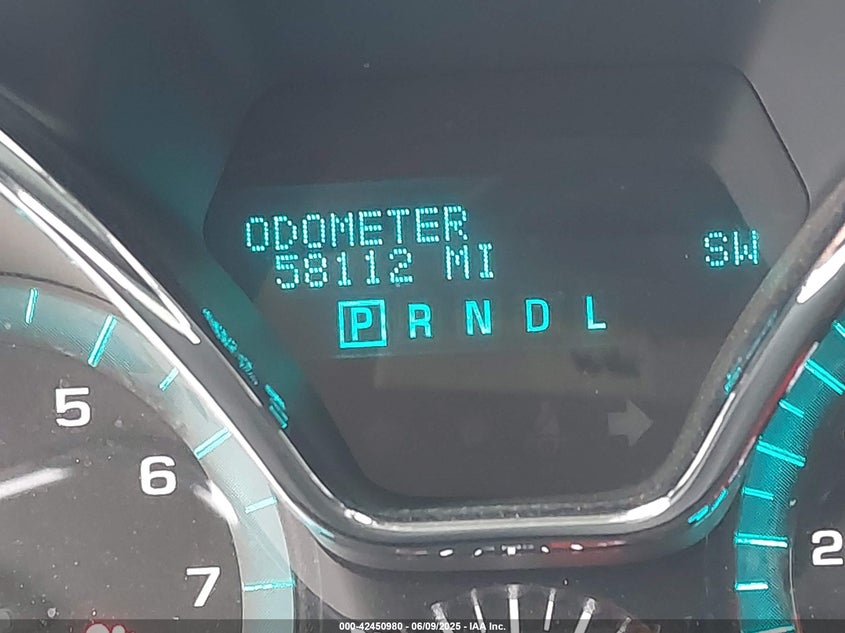 ODOMETER
58112 MI
SW
P R N D L
5
6
7
2
000-42450980 - 06/09/2025 - IAA Inc.